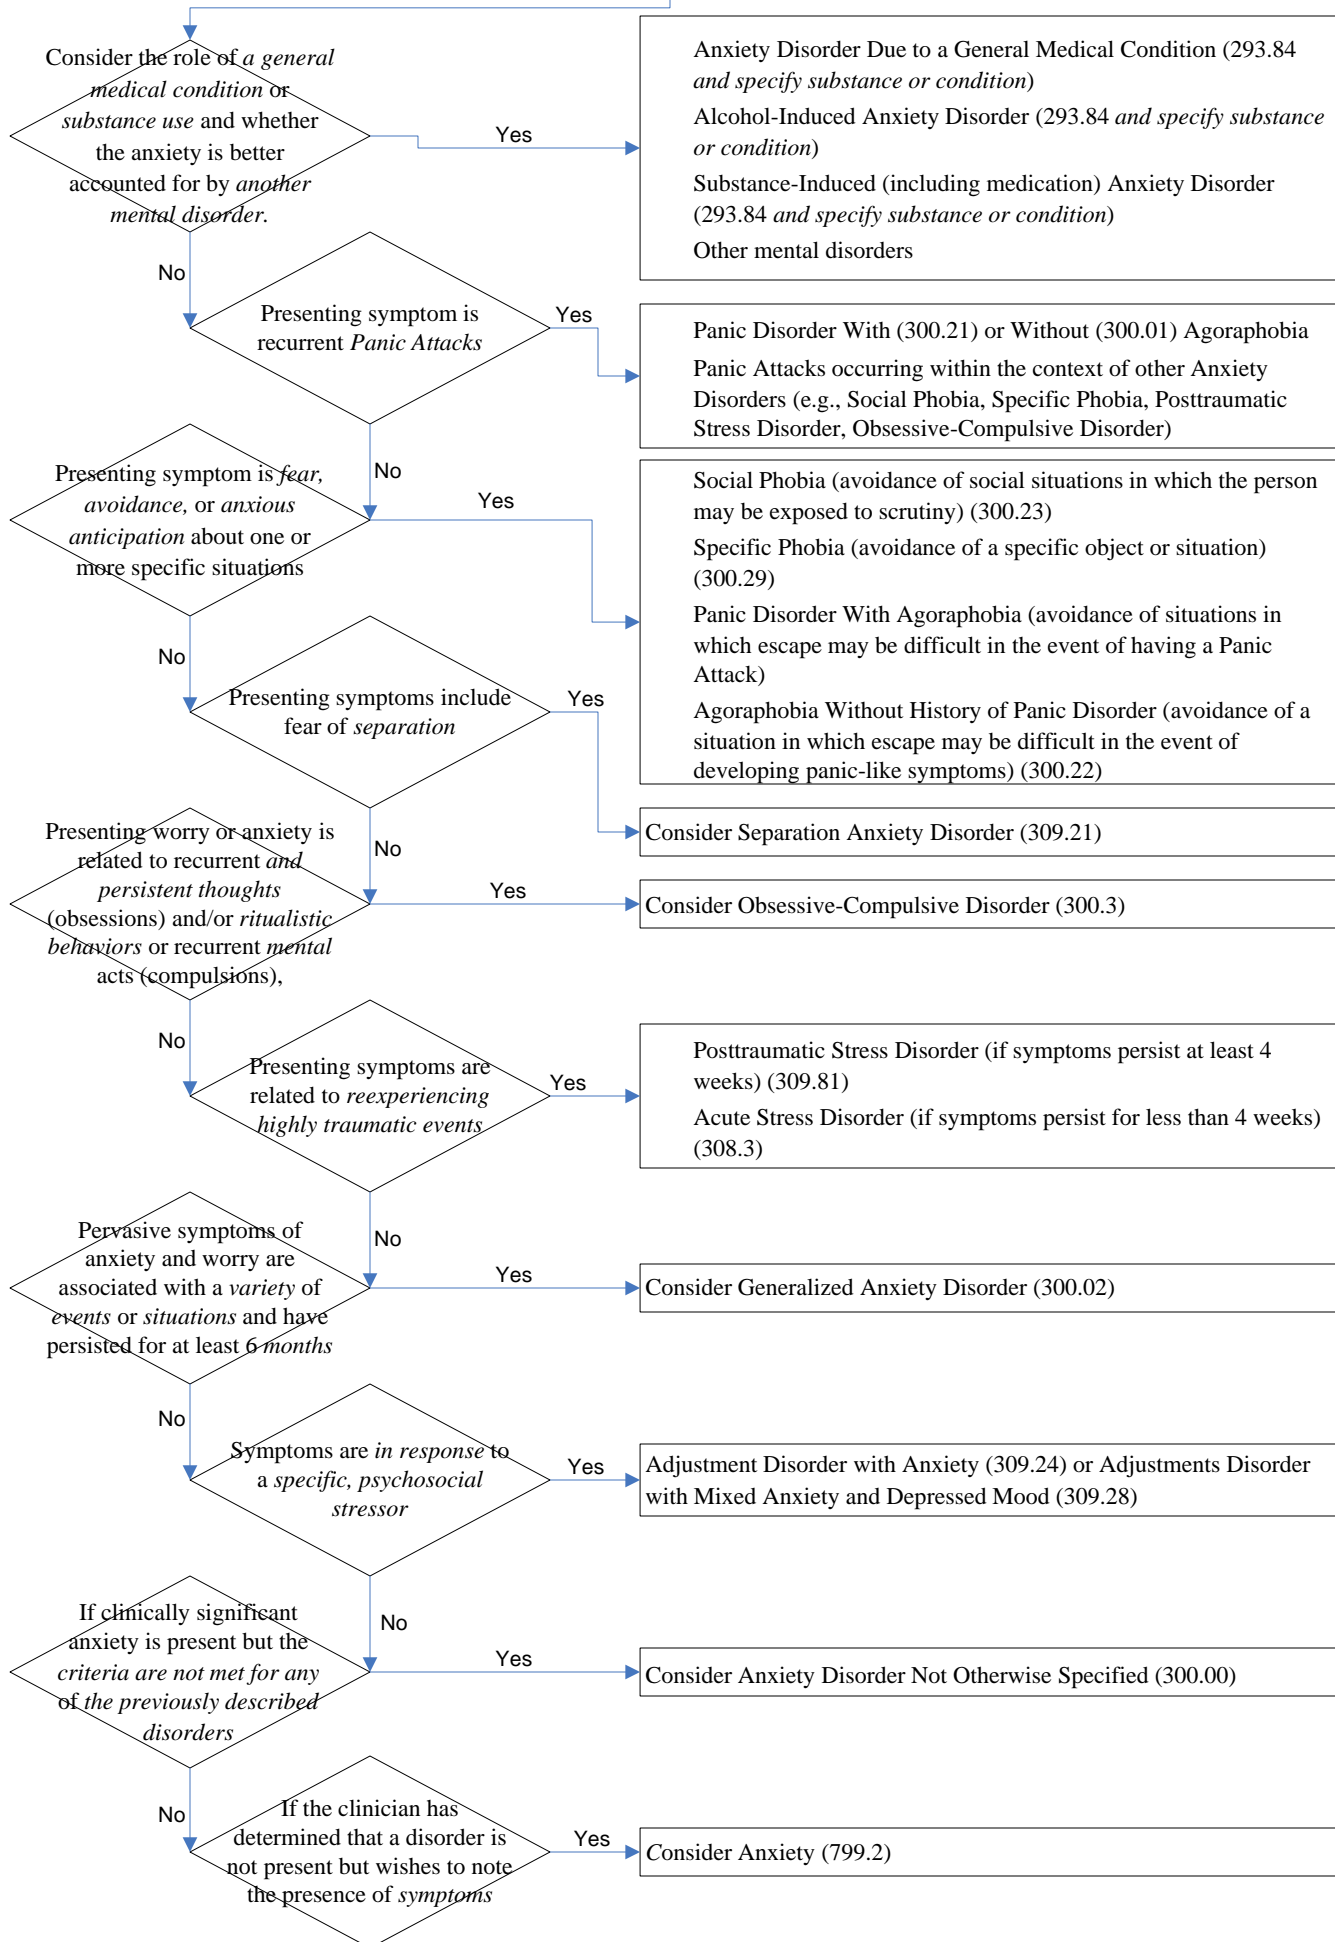 Consider the role of a general
medical condition or
substance use and whether
the anxiety is better
accounted for by another
mental disorder.
Yes
Anxiety Disorder Due to a General Medical Condition (293.84
and specify substance or condition)
Alcohol-Induced Anxiety Disorder (293.84 and specify substance
or condition)
Substance-Induced (including medication) Anxiety Disorder
(293.84 and specify substance or condition)
Other mental disorders
No
Presenting symptom is
recurrent Panic Attacks
Yes
Panic Disorder With (300.21) or Without (300.01) Agoraphobia
Panic Attacks occurring within the context of other Anxiety
Disorders (e.g., Social Phobia, Specific Phobia, Posttraumatic
Stress Disorder, Obsessive-Compulsive Disorder)
No
Presenting symptom is fear,
avoidance, or anxious
anticipation about one or
more specific situations
Yes
Social Phobia (avoidance of social situations in which the person
may be exposed to scrutiny) (300.23)
Specific Phobia (avoidance of a specific object or situation)
(300.29)
Panic Disorder With Agoraphobia (avoidance of situations in
which escape may be difficult in the event of having a Panic
Attack)
Agoraphobia Without History of Panic Disorder (avoidance of a
situation in which escape may be difficult in the event of
developing panic-like symptoms) (300.22)
No
Presenting symptoms include
fear of separation
Yes
Consider Separation Anxiety Disorder (309.21)
No
Presenting worry or anxiety is
related to recurrent and
persistent thoughts
(obsessions) and/or ritualistic
behaviors or recurrent mental
acts (compulsions),
Yes
Consider Obsessive-Compulsive Disorder (300.3)
No
Presenting symptoms are
related to reexperiencing
highly traumatic events
Yes
Posttraumatic Stress Disorder (if symptoms persist at least 4
weeks) (309.81)
Acute Stress Disorder (if symptoms persist for less than 4 weeks)
(308.3)
No
Pervasive symptoms of
anxiety and worry are
associated with a variety of
events or situations and have
persisted for at least 6 months
Yes
Consider Generalized Anxiety Disorder (300.02)
No
Symptoms are in response to
a specific, psychosocial
stressor
Yes
Adjustment Disorder with Anxiety (309.24) or Adjustments Disorder
with Mixed Anxiety and Depressed Mood (309.28)
No
If clinically significant
anxiety is present but the
criteria are not met for any
of the previously described
disorders
Yes
Consider Anxiety Disorder Not Otherwise Specified (300.00)
No
If the clinician has
determined that a disorder is
not present but wishes to note
the presence of symptoms
Yes
Consider Anxiety (799.2)